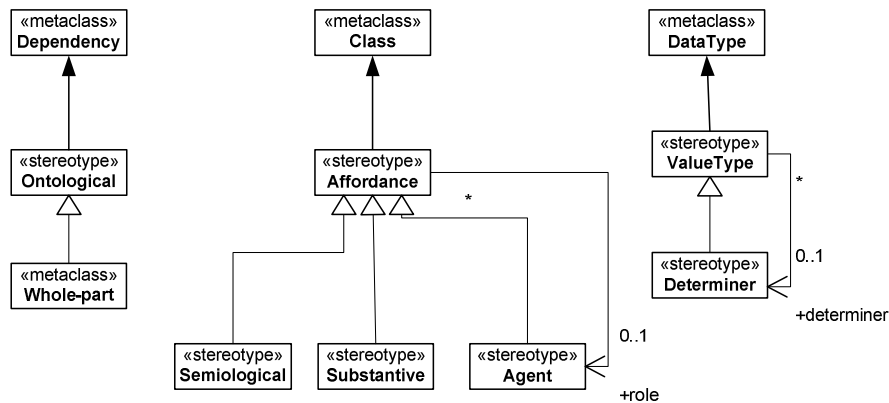 «metaclass»
Dependency
«metaclass»
Class
«metaclass»
DataType
«stereotype»
Ontological
«stereotype»
Affordance
«stereotype»
ValueType
*
*
0..1
«metaclass»
Whole-part
«stereotype»
Determiner
+determiner
0..1
«stereotype»
Semiological
«stereotype»
Substantive
«stereotype»
Agent
+role